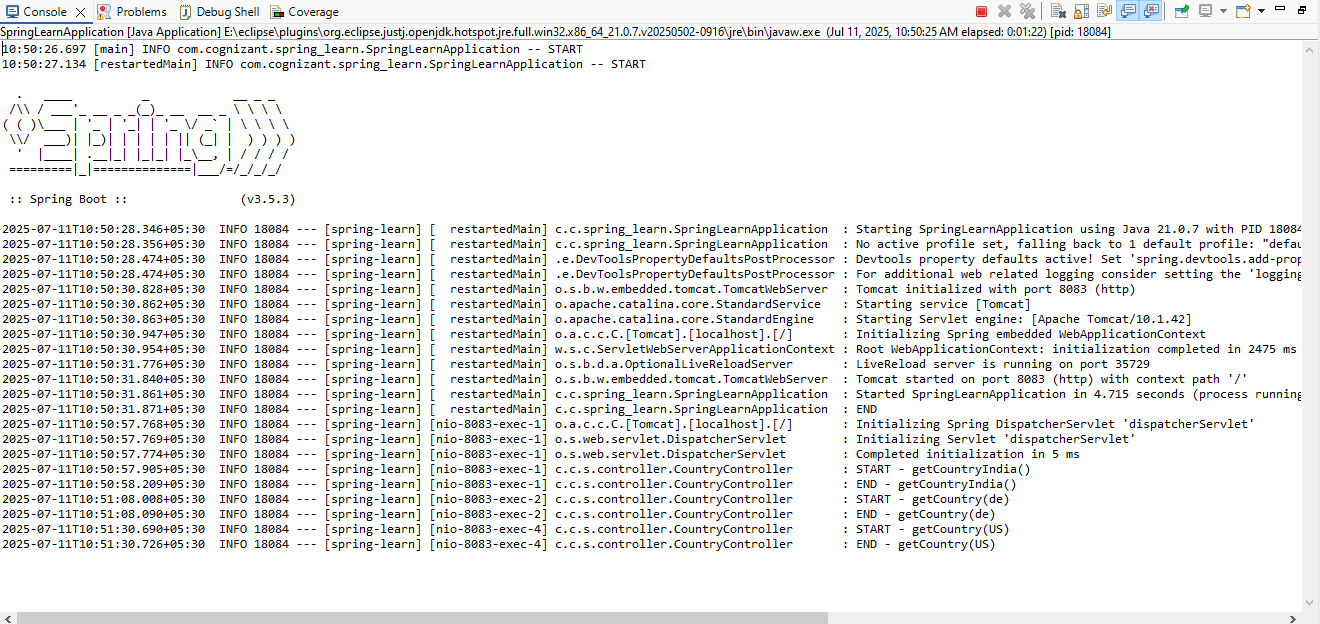 Console Problems Debug Shell Coverage
SpringLearnApplication [Java Application] E:\eclipse\plugins\org.eclipse.justj.openjdk.hotspot.jre.full.win32.x86_64_21.0.7.v20250502-0916\jre\bin\javaw.exe (Jul 11, 2025, 10:50:25 AM elapsed: 0:01:22) [pid: 18084]
10:50:26.697 [main] INFO com.cognizant.spring_learn.SpringLearnApplication -- START
10:50:27.134 [restartedMain] INFO com.cognizant.spring_learn.SpringLearnApplication -- START
  .   ____          _            __ _ _
 /\\ / ___'_ __ _ _(_)_ __  __ _ \ \ \ \
( ( )\___ | '_ | '_| | '_ \/ _` | \ \ \ \
 \\/  ___)| |_)| | | | | || (_| |  ) ) ) )
  '  |____| .__|_| |_|_| |_\__, | / / / /
 =========|_|==============|___/=/_/_/_/
 :: Spring Boot ::                (v3.5.3)
2025-07-11T10:50:28.346+05:30  INFO 18084 --- [spring-learn] [  restartedMain] c.c.spring_learn.SpringLearnApplication  : Starting SpringLearnApplication using Java 21.0.7 with PID 18084
2025-07-11T10:50:28.356+05:30  INFO 18084 --- [spring-learn] [  restartedMain] c.c.spring_learn.SpringLearnApplication  : No active profile set, falling back to 1 default profile: "defau
2025-07-11T10:50:28.474+05:30  INFO 18084 --- [spring-learn] [  restartedMain] .e.DevToolsPropertyDefaultsPostProcessor : Devtools property defaults active! Set 'spring.devtools.add-prop
2025-07-11T10:50:28.474+05:30  INFO 18084 --- [spring-learn] [  restartedMain] .e.DevToolsPropertyDefaultsPostProcessor : For additional web related logging consider setting the 'logging
2025-07-11T10:50:30.828+05:30  INFO 18084 --- [spring-learn] [  restartedMain] o.s.b.w.embedded.tomcat.TomcatWebServer  : Tomcat initialized with port 8083 (http)
2025-07-11T10:50:30.862+05:30  INFO 18084 --- [spring-learn] [  restartedMain] o.apache.catalina.core.StandardService   : Starting service [Tomcat]
2025-07-11T10:50:30.863+05:30  INFO 18084 --- [spring-learn] [  restartedMain] o.apache.catalina.core.StandardEngine    : Starting Servlet engine: [Apache Tomcat/10.1.42]
2025-07-11T10:50:30.947+05:30  INFO 18084 --- [spring-learn] [  restartedMain] o.a.c.c.C.[Tomcat].[localhost].[/]       : Initializing Spring embedded WebApplicationContext
2025-07-11T10:50:30.954+05:30  INFO 18084 --- [spring-learn] [  restartedMain] w.s.c.ServletWebServerApplicationContext : Root WebApplicationContext: initialization completed in 2475 ms
2025-07-11T10:50:31.776+05:30  INFO 18084 --- [spring-learn] [  restartedMain] o.s.b.d.a.OptionalLiveReloadServer       : LiveReload server is running on port 35729
2025-07-11T10:50:31.840+05:30  INFO 18084 --- [spring-learn] [  restartedMain] o.s.b.w.embedded.tomcat.TomcatWebServer  : Tomcat started on port 8083 (http) with context path '/'
2025-07-11T10:50:31.861+05:30  INFO 18084 --- [spring-learn] [  restartedMain] c.c.spring_learn.SpringLearnApplication  : Started SpringLearnApplication in 4.715 seconds (process running
2025-07-11T10:50:31.871+05:30  INFO 18084 --- [spring-learn] [  restartedMain] c.c.spring_learn.SpringLearnApplication  : END
2025-07-11T10:50:57.768+05:30  INFO 18084 --- [spring-learn] [nio-8083-exec-1] o.a.c.c.C.[Tomcat].[localhost].[/]       : Initializing Spring DispatcherServlet 'dispatcherServlet'
2025-07-11T10:50:57.769+05:30  INFO 18084 --- [spring-learn] [nio-8083-exec-1] o.s.web.servlet.DispatcherServlet        : Initializing Servlet 'dispatcherServlet'
2025-07-11T10:50:57.774+05:30  INFO 18084 --- [spring-learn] [nio-8083-exec-1] o.s.web.servlet.DispatcherServlet        : Completed initialization in 5 ms
2025-07-11T10:50:57.905+05:30  INFO 18084 --- [spring-learn] [nio-8083-exec-1] c.c.s.controller.CountryController       : START - getCountryIndia()
2025-07-11T10:50:58.209+05:30  INFO 18084 --- [spring-learn] [nio-8083-exec-1] c.c.s.controller.CountryController       : END - getCountryIndia()
2025-07-11T10:51:08.008+05:30  INFO 18084 --- [spring-learn] [nio-8083-exec-2] c.c.s.controller.CountryController       : START - getCountry(de)
2025-07-11T10:51:08.090+05:30  INFO 18084 --- [spring-learn] [nio-8083-exec-2] c.c.s.controller.CountryController       : END - getCountry(de)
2025-07-11T10:51:30.690+05:30  INFO 18084 --- [spring-learn] [nio-8083-exec-4] c.c.s.controller.CountryController       : START - getCountry(US)
2025-07-11T10:51:30.726+05:30  INFO 18084 --- [spring-learn] [nio-8083-exec-4] c.c.s.controller.CountryController       : END - getCountry(US)